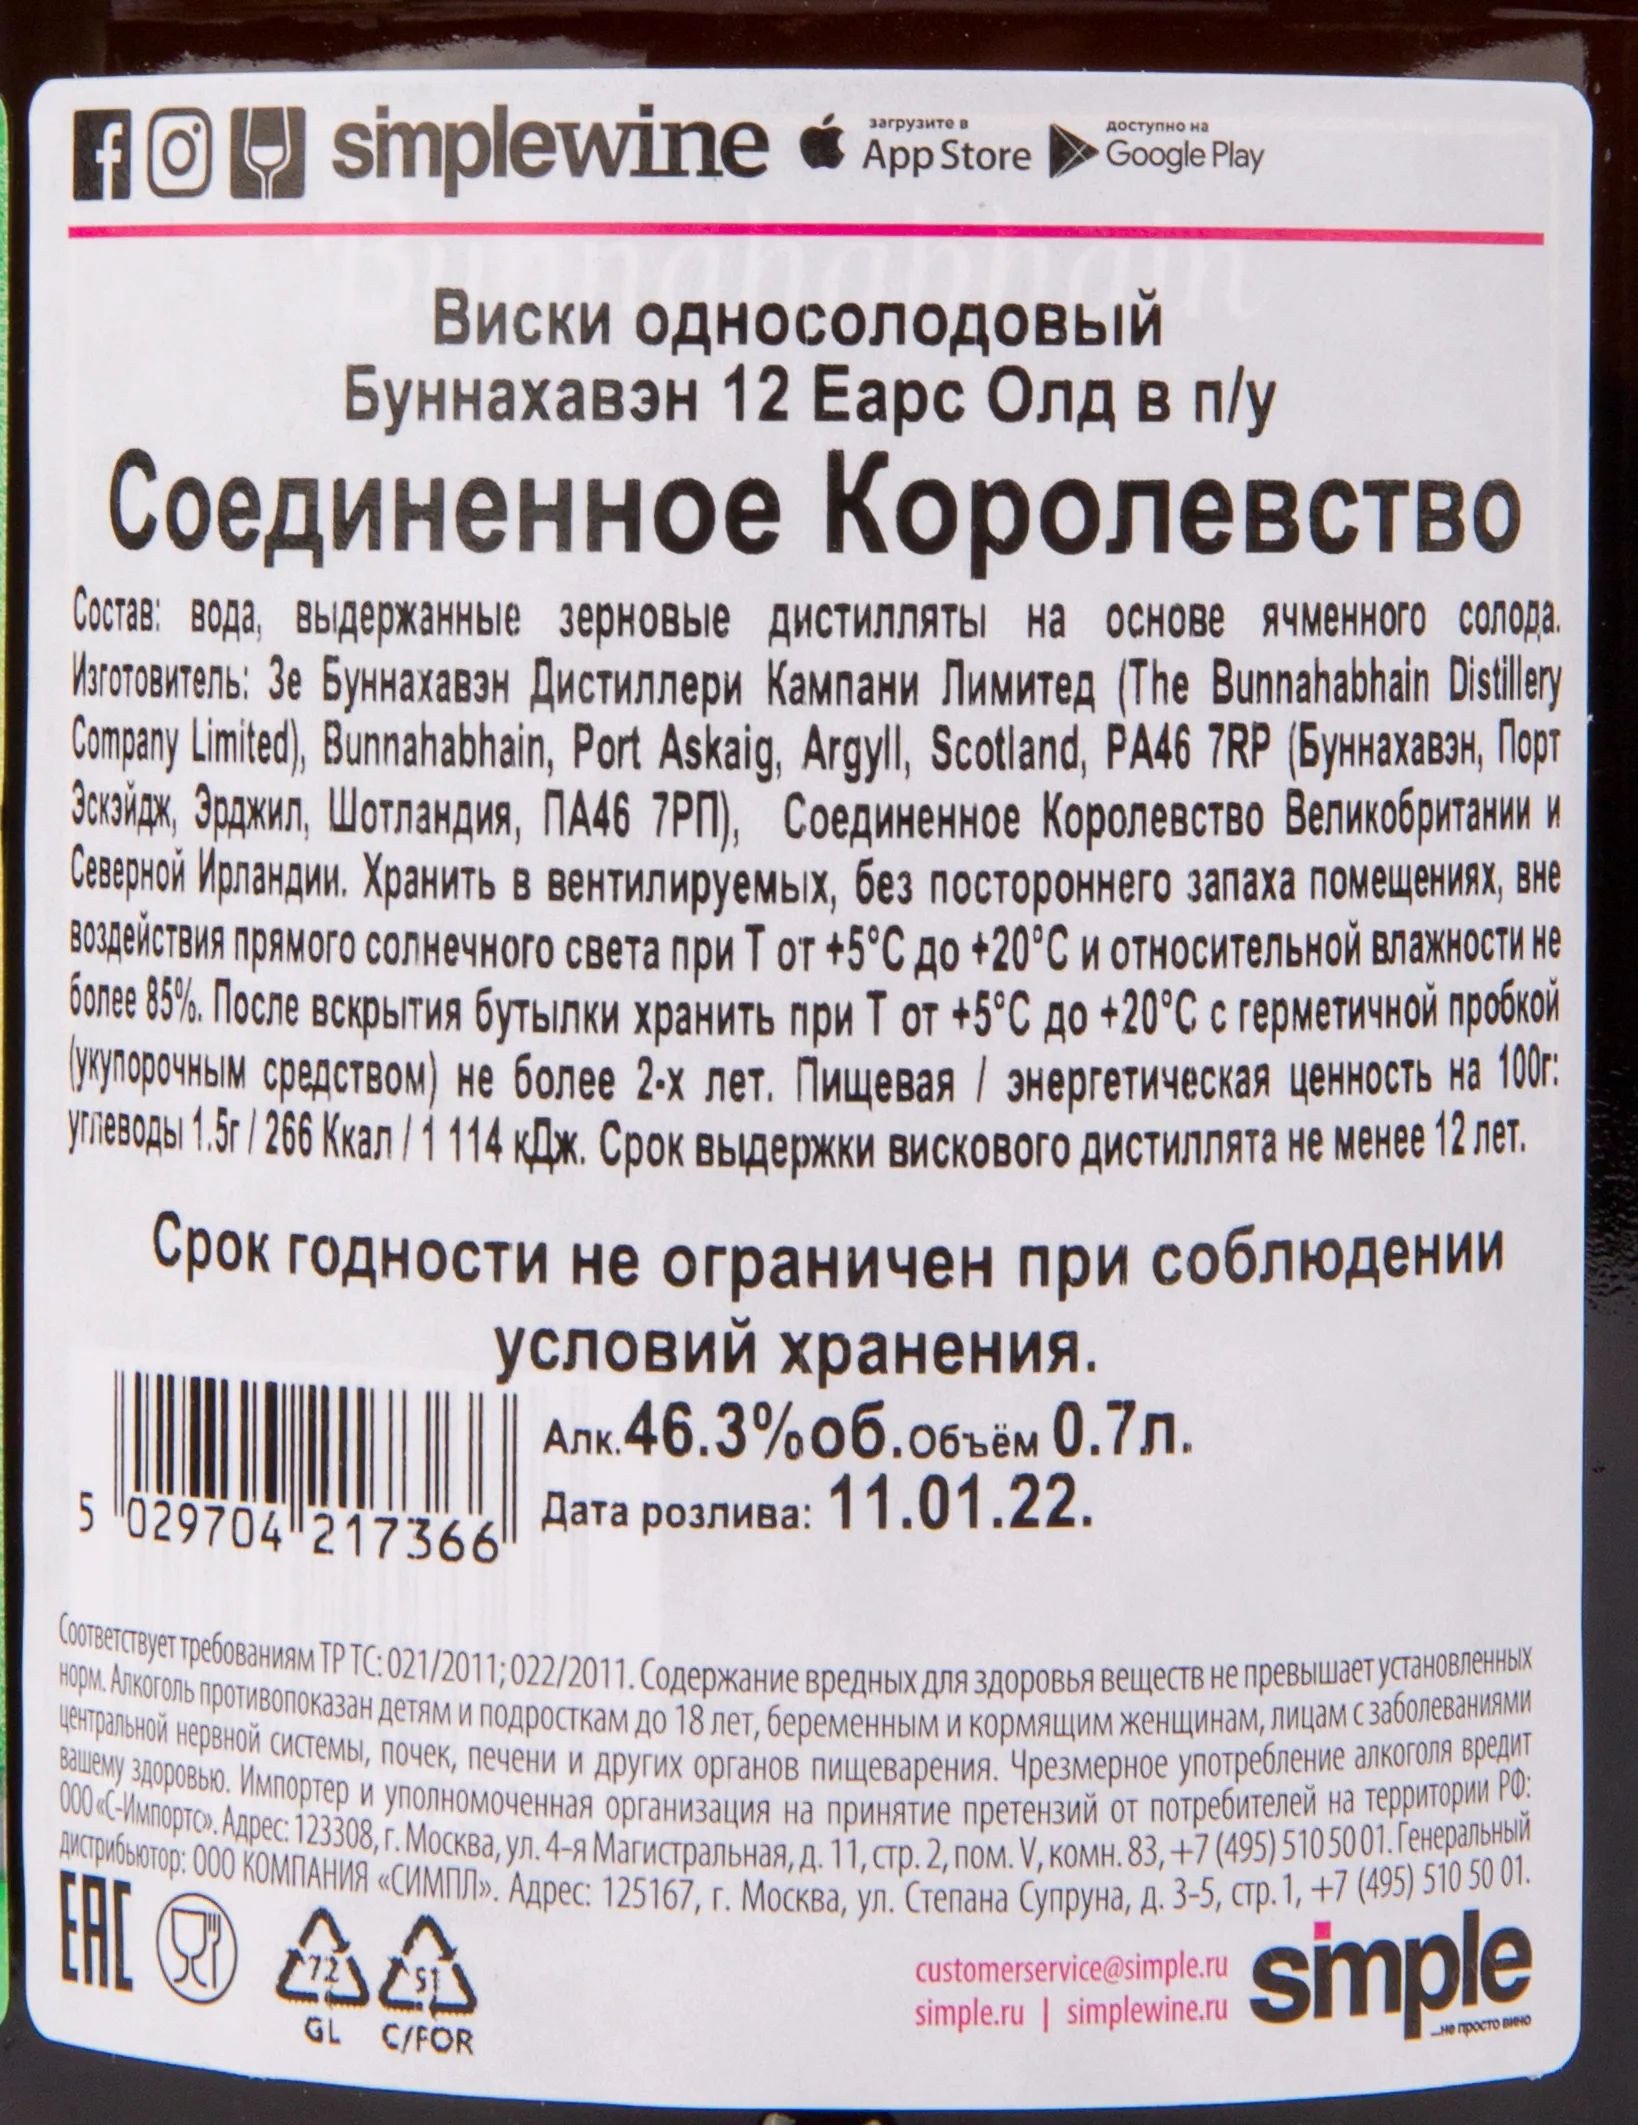 simplewine загрузите в App Store доступно на Google Play
Bunnahabhain
Виски односолодовый
Буннахавэн 12 Еарс Олд в п/у
Соединенное Королевство
Состав: вода, выдержанные зерновые дистилляты на основе ячменного солода.
Изготовитель: Зе Буннахавэн Дистиллери Кампани Лимитед (The Bunnahabhain Distillery
Company Limited), Bunnahabhain, Port Askaig, Argyll, Scotland, PA46 7RP (Буннахавэн, Порт
Эскэйдж, Эрджил, Шотландия, ПА46 7РП), Соединенное Королевство Великобритании и
Северной Ирландии. Хранить в вентилируемых, без постороннего запаха помещениях, вне
воздействия прямого солнечного света при Т от +5°С до +20°С и относительной влажности не
более 85%. После вскрытия бутылки хранить при Т от +5°С до +20°С с герметичной пробкой
(укупорочным средством) не более 2-х лет. Пищевая / энергетическая ценность на 100г:
углеводы 1.5г / 266 Ккал / 1 114 кДж. Срок выдержки вискового дистиллята не менее 12 лет.
Срок годности не ограничен при соблюдении
условий хранения.
Алк.46.3%об.Объём 0.7л.
Дата розлива: 11.01.22.
5 029704 217366
Соответствует требованиям ТР ТС: 021/2011; 022/2011. Содержание вредных для здоровья веществ не превышает установленных
норм. Алкоголь противопоказан детям и подросткам до 18 лет, беременным и кормящим женщинам, лицам с заболеваниями
центральной нервной системы, почек, печени и других органов пищеварения. Чрезмерное употребление алкоголя вредит
вашему здоровью. Импортер и уполномоченная организация на принятие претензий от потребителей на территории РФ:
ООО «С-Импортс». Адрес: 123308, г. Москва, ул. 4-я Магистральная, д. 11, стр. 2, пом. V, комн. 83, +7 (495) 510 50 01. Генеральный
дистрибьютор: ООО КОМПАНИЯ «СИМПЛ». Адрес: 125167, г. Москва, ул. Степана Супруна, д. 3-5, стр. 1, +7 (495) 510 50 01.
EAC
72
GL
51
C/FOR
customerservice@simple.ru
simple.ru | simplewine.ru
simple
...не просто вино